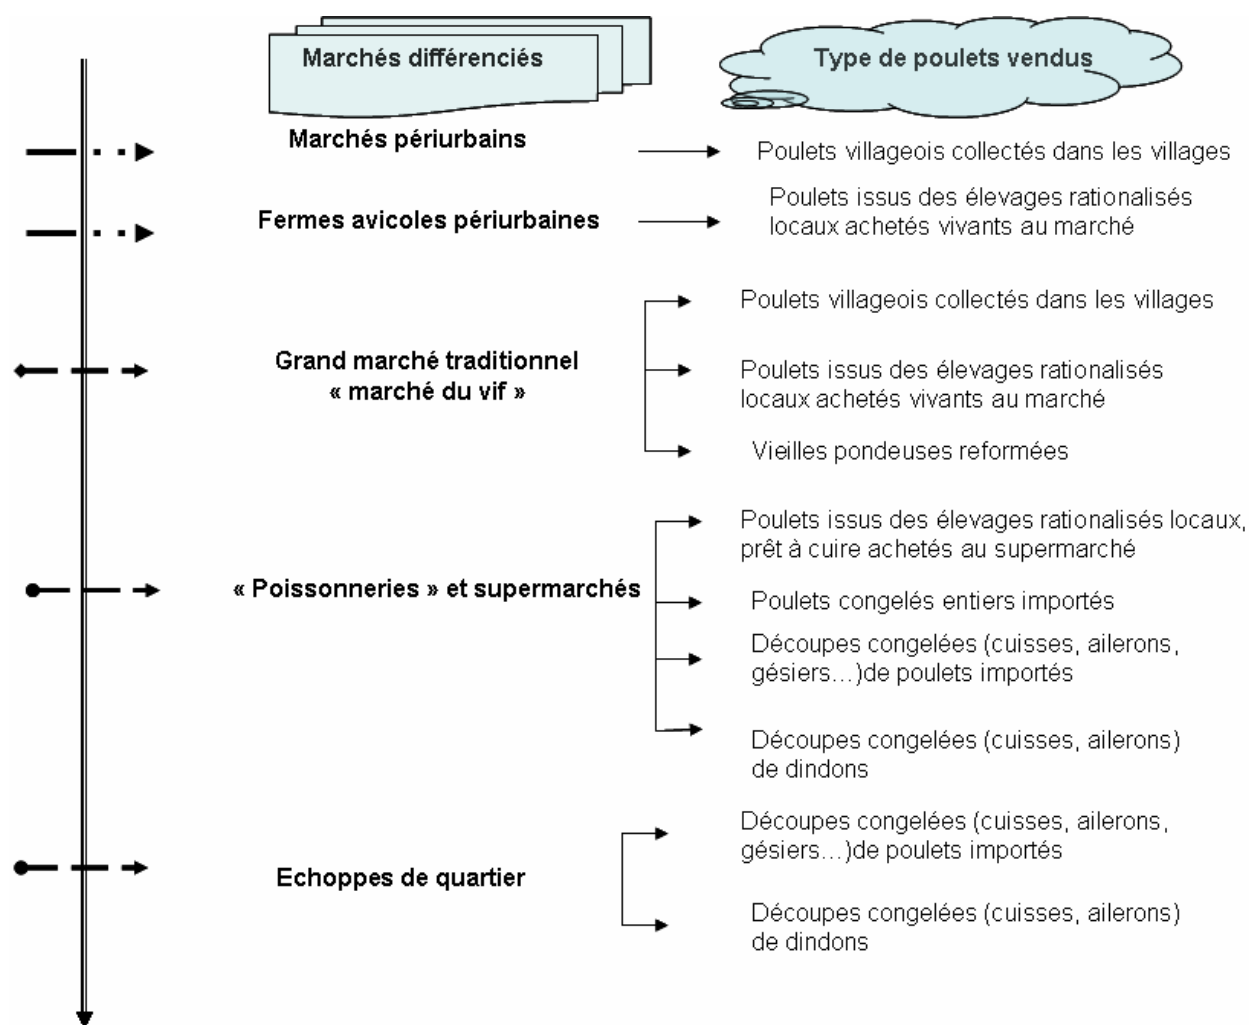 Marchés différenciés
Type de poulets vendus
Marchés périurbains
Poulets villageois collectés dans les villages
Fermes avicoles périurbaines
Poulets issus des élevages rationalisés
locaux achetés vivants au marché
Grand marché traditionnel
« marché du vif »
Poulets villageois collectés dans les villages
Poulets issus des élevages rationalisés
locaux achetés vivants au marché
Vieilles pondeuses reformées
« Poissonneries » et supermarchés
Poulets issus des élevages rationalisés locaux,
prêt à cuire achetés au supermarché
Poulets congelés entiers importés
Découpes congelées (cuisses, ailerons,
gésiers...)de poulets importés
Découpes congelées (cuisses, ailerons)
de dindons
Echoppes de quartier
Découpes congelées (cuisses, ailerons,
gésiers...)de poulets importés
Découpes congelées (cuisses, ailerons)
de dindons